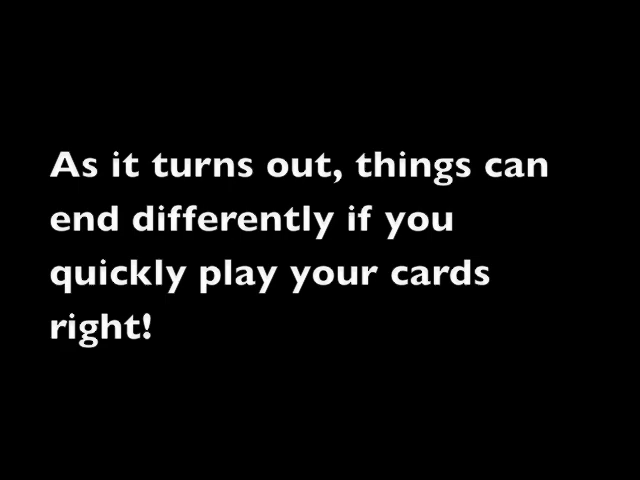 As it turns out, things can
end differently if you
quickly play your cards
right!